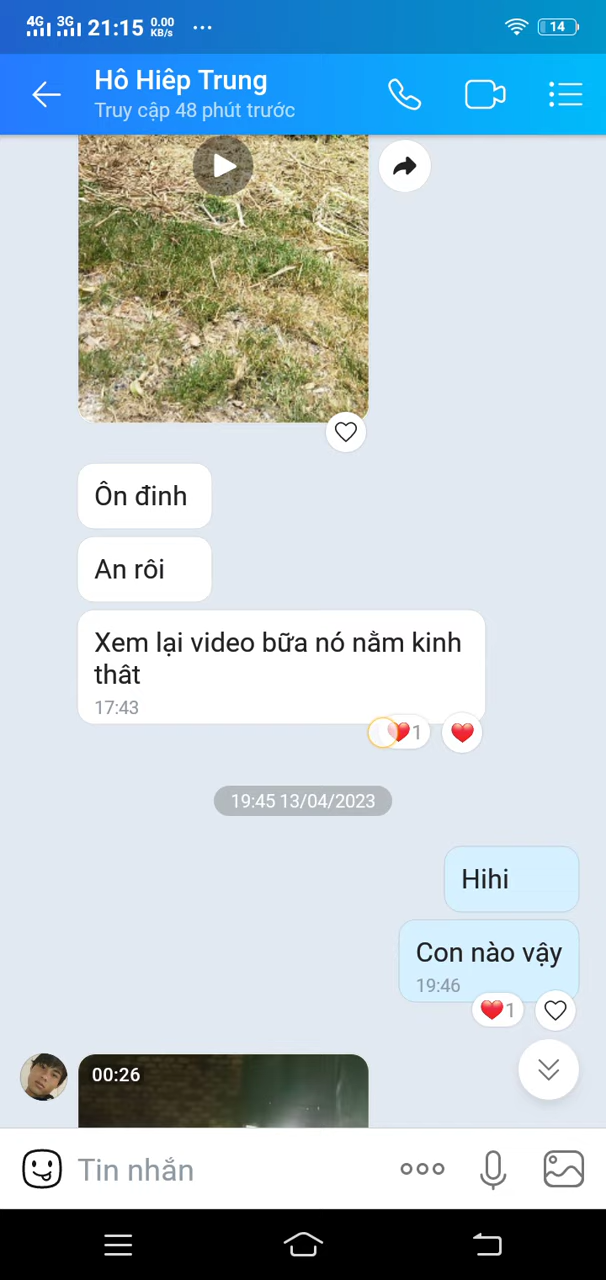 4G 3G 21:15 0.00 KB/s ... 14
Hô Hiêp Trung
Truy cập 48 phút trước
Ôn đinh
An rôi
Xem lại video bữa nó nằm kinh
thât
17:43
1
19:45 13/04/2023
Hihi
Con nào vậy
19:46
1
00:26
Tin nhắn